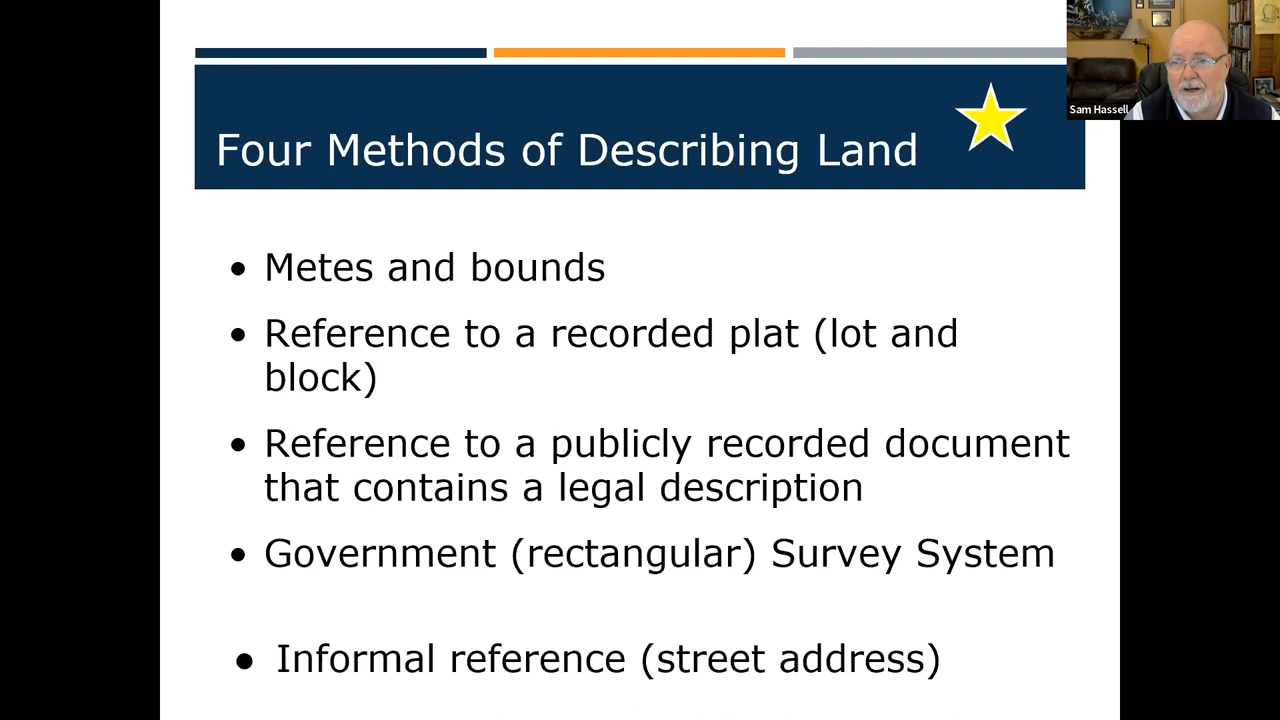 Sam Hassell
Four Methods of Describing Land
• Metes and bounds
• Reference to a recorded plat (lot and
block)
• Reference to a publicly recorded document
that contains a legal description
• Government (rectangular) Survey System
• Informal reference (street address)